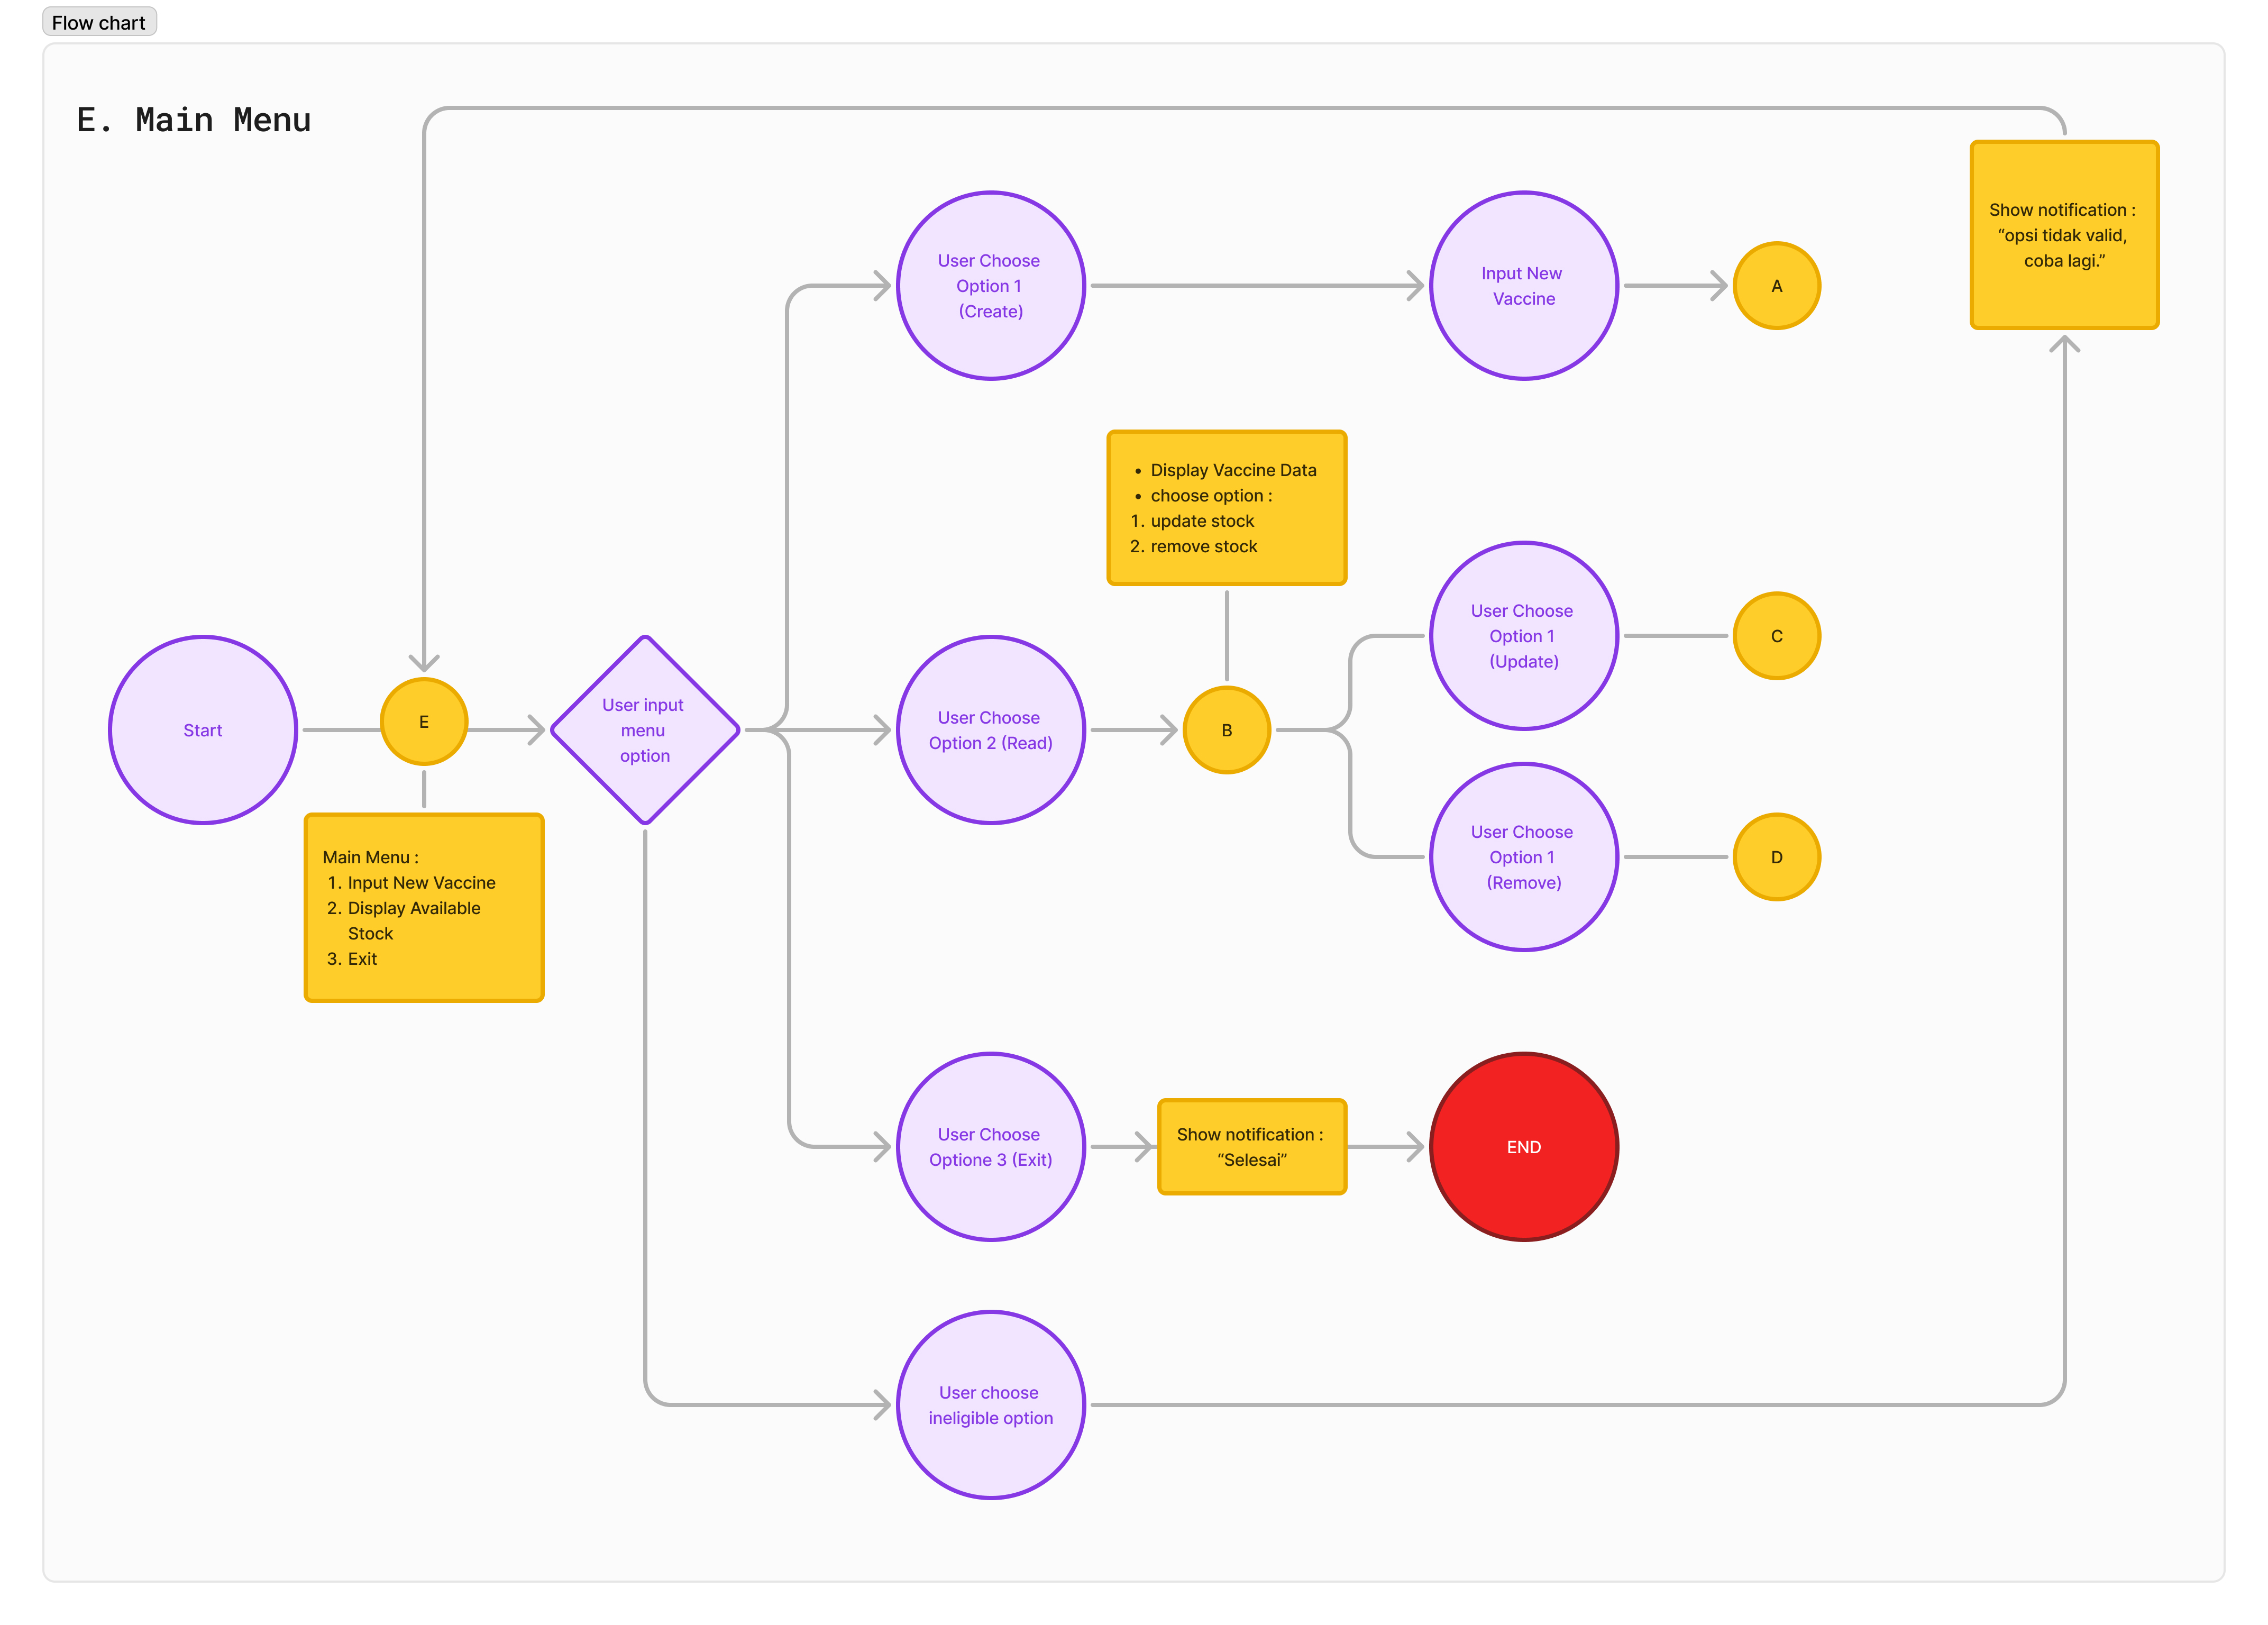 Flow chart
E. Main Menu
Show notification :
“opsi tidak valid,
coba lagi.”
User Choose
Option 1
(Create)
Input New
Vaccine
A
• Display Vaccine Data
• choose option :
1. update stock
2. remove stock
User Choose
Option 1
(Update)
C
Start
E
User input
menu
option
User Choose
Option 2 (Read)
B
User Choose
Option 1
(Remove)
D
Main Menu :
1. Input New Vaccine
2. Display Available
Stock
3. Exit
User Choose
Optione 3 (Exit)
Show notification :
“Selesai”
END
User choose
ineligible option